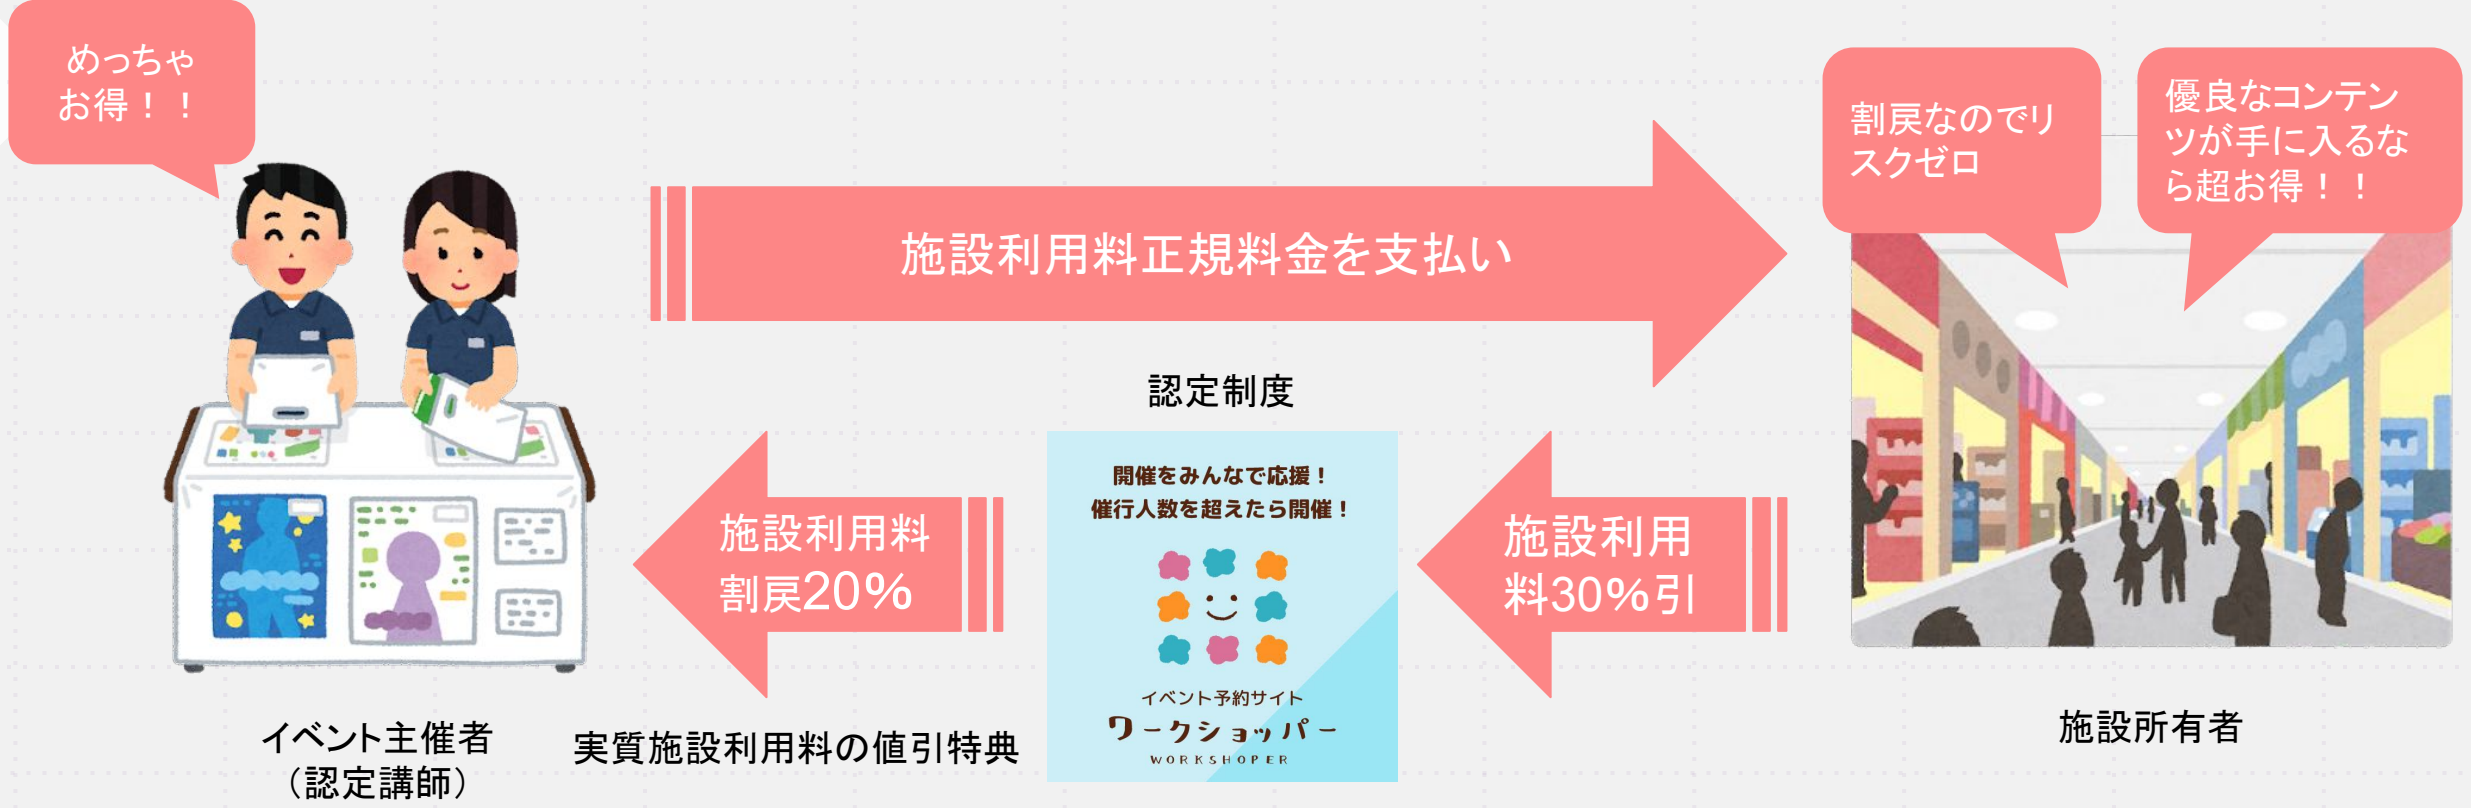 めっちゃ
お得！！
割戻なのでリ
スクゼロ
優良なコンテン
ツが手に入るな
ら超お得！！
施設利用料正規料金を支払い
認定制度
施設利用料
割戻20%
開催をみんなで応援！
催行人数を超えたら開催！
イベント予約サイト
ワークショッパー
WORKSHOPER
施設利用
料30%引
イベント主催者
（認定講師）
実質施設利用料の値引特典
施設所有者